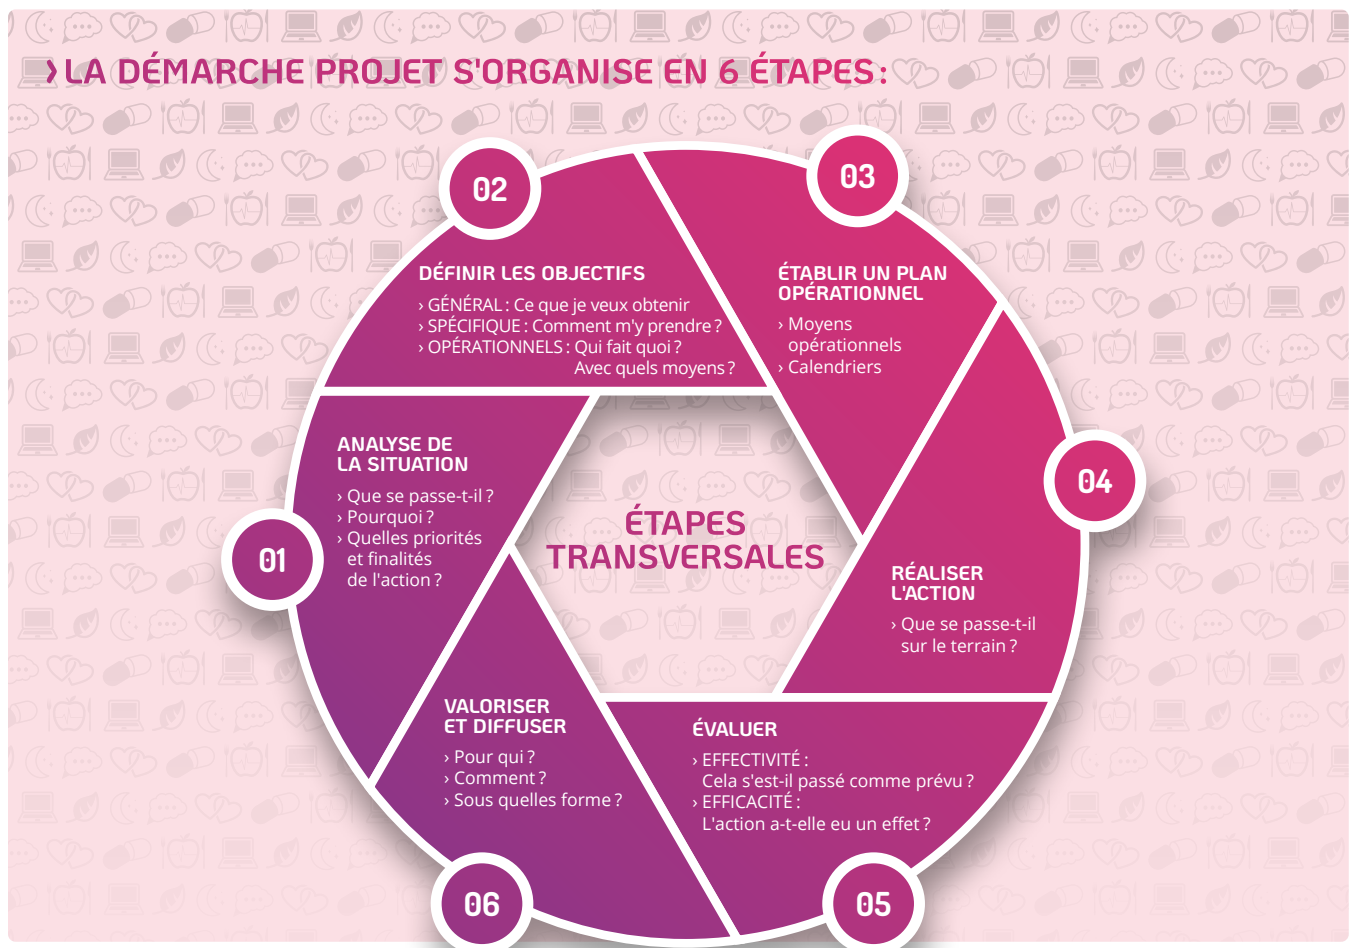 › LA DÉMARCHE PROJET S'ORGANISE EN 6 ÉTAPES :
01
ANALYSE DE
LA SITUATION
› Que se passe-t-il ?
› Pourquoi ?
› Quelles priorités
et finalités
de l'action ?
02
DÉFINIR LES OBJECTIFS
› GÉNÉRAL : Ce que je veux obtenir
› SPÉCIFIQUE : Comment m'y prendre ?
› OPÉRATIONNELS : Qui fait quoi ?
Avec quels moyens ?
03
ÉTABLIR UN PLAN
OPÉRATIONNEL
› Moyens
opérationnels
› Calendriers
04
RÉALISER
L'ACTION
› Que se passe-t-il
sur le terrain ?
05
ÉVALUER
› EFFECTIVITÉ :
Cela s'est-il passé comme prévu ?
› EFFICACITÉ :
L'action a-t-elle eu un effet ?
06
VALORISER
ET DIFFUSER
› Pour qui ?
› Comment ?
› Sous quelles forme ?
ÉTAPES
TRANSVERSALES